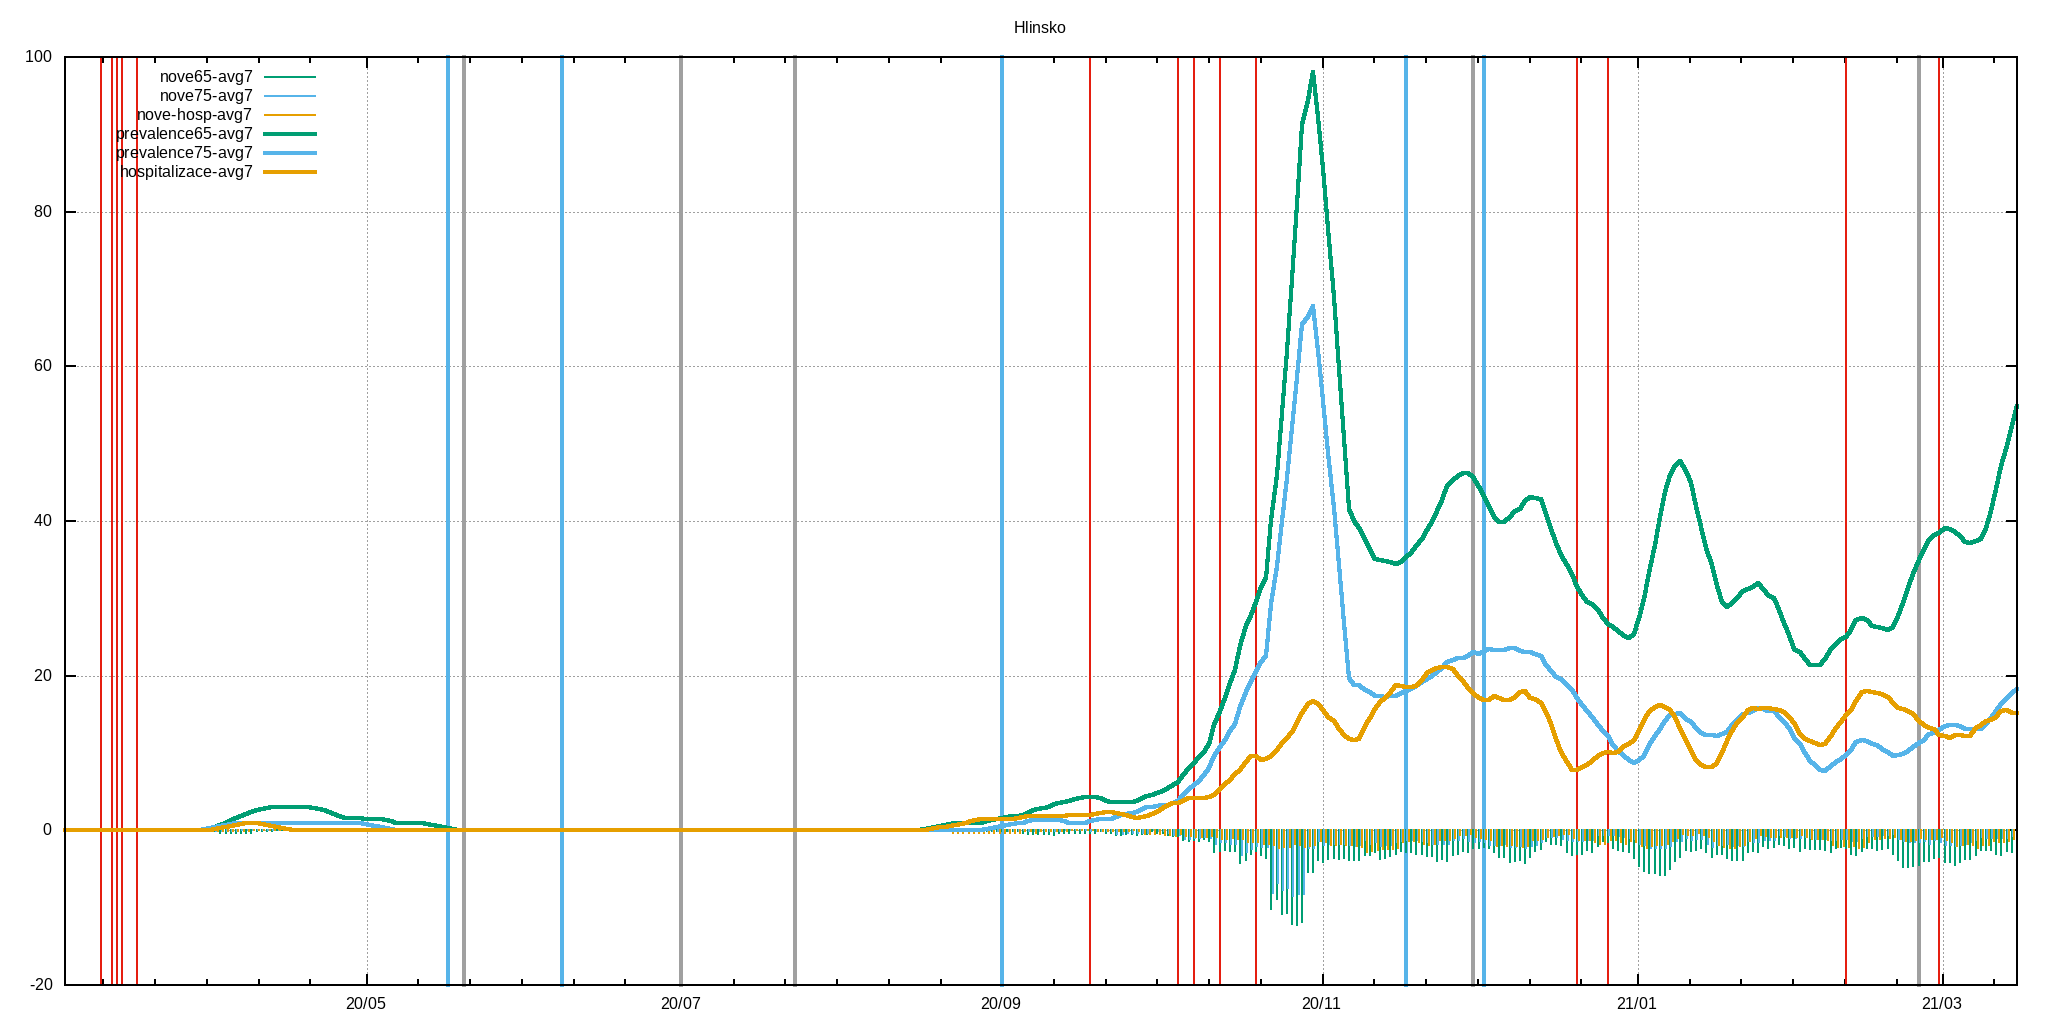 Hlinsko
nove65-avg7
nove75-avg7
nove-hosp-avg7
prevalence65-avg7
prevalence75-avg7
hospitalizace-avg7
100
80
60
40
20
0
-20
20/05 20/07 20/09 20/11 21/01 21/03